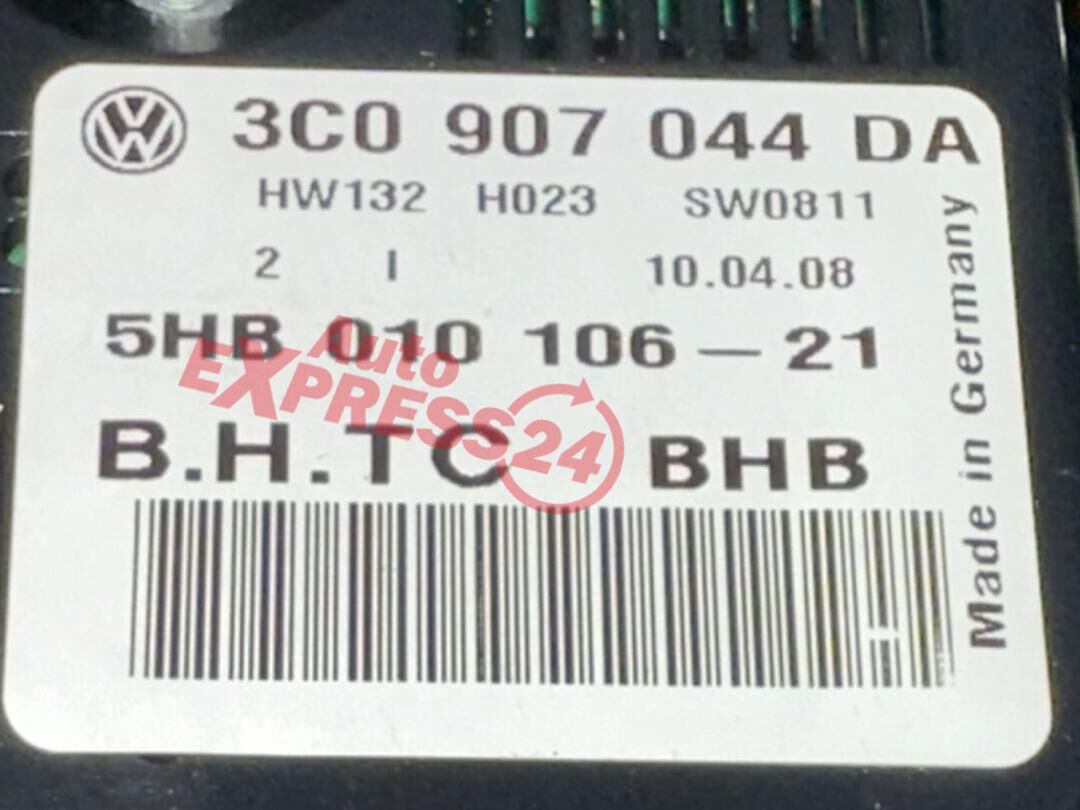 3C0 907 044 DA
HW132 H023 SW0811
2 I 10.04.08
5HB 010 106-21
B.H.TC BHB
Made in Germany
Auto
EXPRESS24